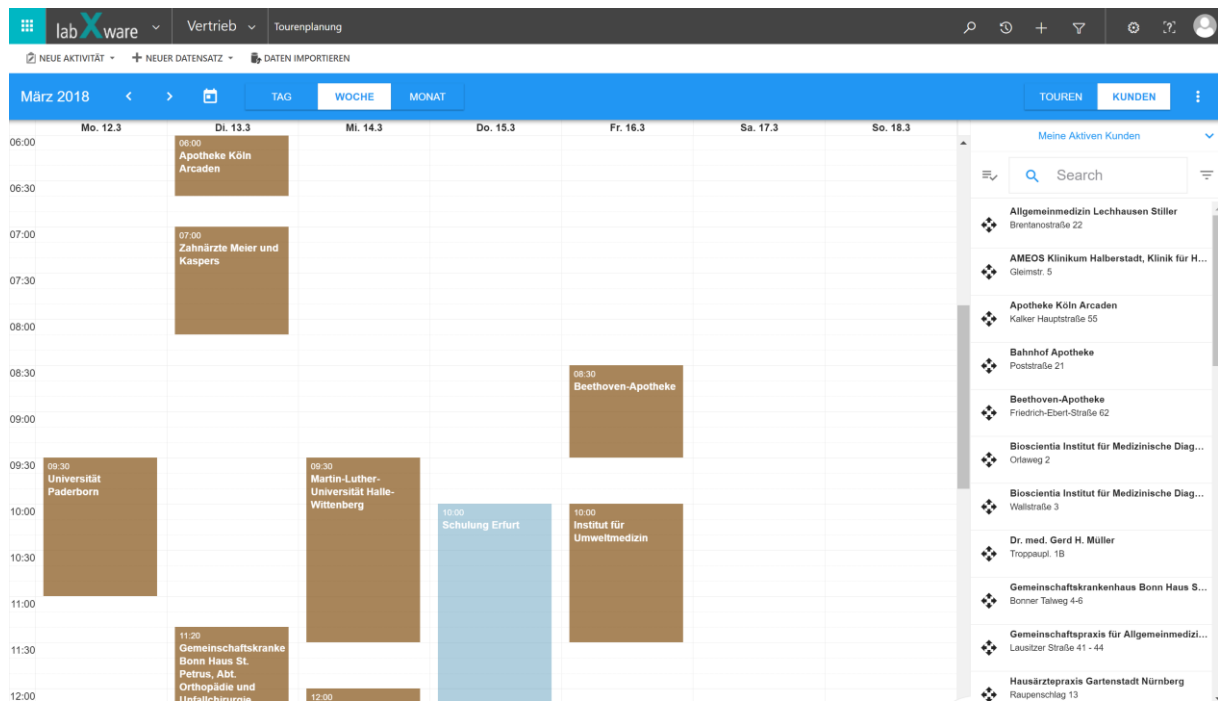 labXware
Vertrieb
Tourenplanung
NEUE AKTIVITÄT
NEUER DATENSATZ
DATEN IMPORTIEREN
März 2018
TAG
WOCHE
MONAT
TOUREN
KUNDEN
Mo. 12.3
Di. 13.3
Mi. 14.3
Do. 15.3
Fr. 16.3
Sa. 17.3
So. 18.3
06:00
06:30
07:00
07:30
08:00
08:30
09:00
09:30
10:00
10:30
11:00
11:30
12:00
09:30
Universität
Paderborn
06:00
Apotheke Köln
Arcaden
07:00
Zahnärzte Meier und
Kaspers
11:20
Gemeinschaftskranke
Bonn Haus St.
Petrus, Abt.
Orthopädie und
Unfallchirurgie
09:30
Martin-Luther-
Universität Halle-
Wittenberg
12:00
10:00
Schulung Erfurt
08:30
Beethoven-Apotheke
10:00
Institut für
Umweltmedizin
Meine Aktiven Kunden
Search
Allgemeinmedizin Lechhausen Stiller
Brentanostraße 22
AMEOS Klinikum Halberstadt, Klinik für H...
Gleimstr. 5
Apotheke Köln Arcaden
Kalker Hauptstraße 55
Bahnhof Apotheke
Poststraße 21
Beethoven-Apotheke
Friedrich-Ebert-Straße 62
Bioscientia Institut für Medizinische Diag...
Orlaweg 2
Bioscientia Institut für Medizinische Diag...
Wallstraße 3
Dr. med. Gerd H. Müller
Troppaupl. 1B
Gemeinschaftskrankenhaus Bonn Haus S...
Bonner Talweg 4-6
Gemeinschaftspraxis für Allgemeinmedizi...
Lausitzer Straße 41 - 44
Hausärztepraxis Gartenstadt Nürnberg
Raupenschlag 13